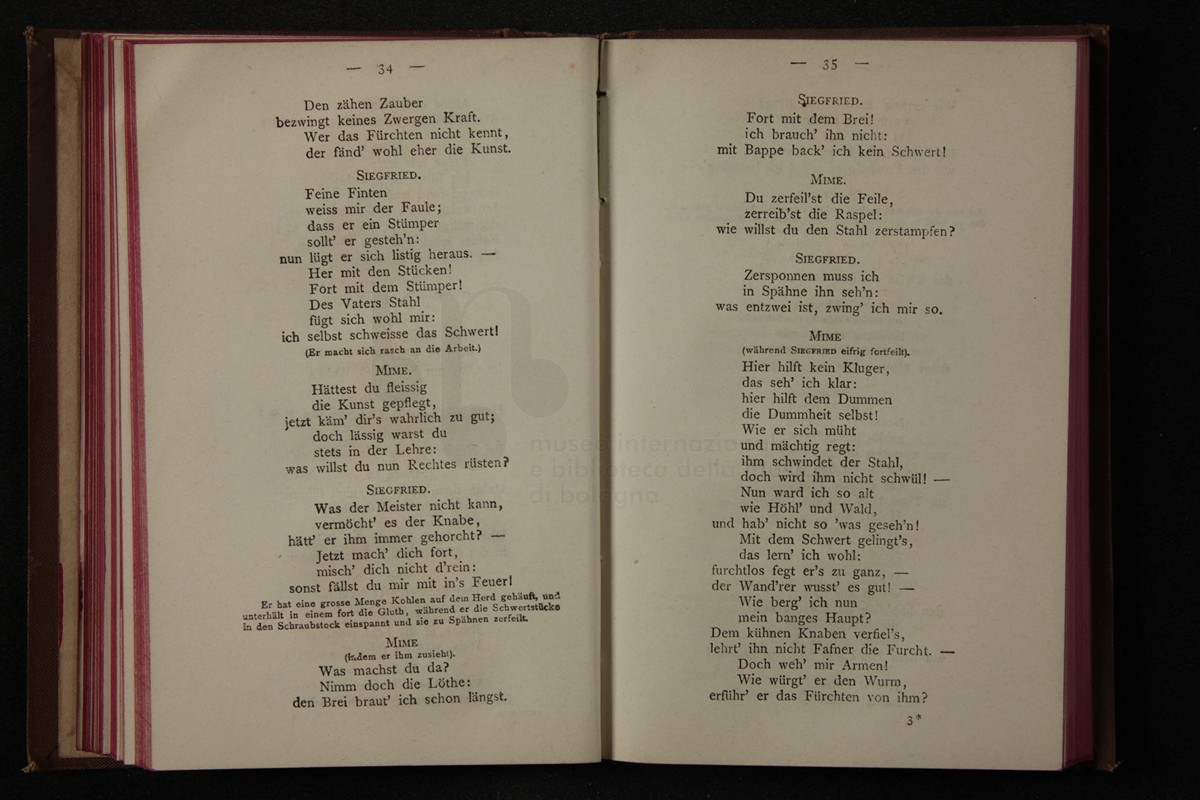 — 34 —
Den zähen Zauber
bezwingt keines Zwergen Kraft.
Wer das Fürchten nicht kennt,
der fänd' wohl eher die Kunst.
SIEGFRIED.
Feine Finten
weiss mir der Faule;
dass er ein Stümper
sollt' er gesteh'n:
nun lügt er sich listig heraus. —
Her mit den Stücken!
Fort mit dem Stümper!
Des Vaters Stahl
fügt sich wohl mir:
ich selbst schweisse das Schwert!
(Er macht sich rasch an die Arbeit.)
MIME.
Hättest du fleissig
die Kunst gepflegt,
jetzt käm' dir's wahrlich zu gut;
doch lässig warst du
stets in der Lehre:
was willst du nun Rechtes rüsten?
SIEGFRIED.
Was der Meister nicht kann,
vermöcht' es der Knabe,
hätt' er ihm immer gehorcht? —
Jetzt mach' dich fort,
misch' dich nicht d'rein:
sonst fällst du mir mit in's Feuer!
Er hat eine grosse Menge Kohlen auf dem Herd gehäuft, und
unterhält in einem fort die Gluth, während er die Schwertstücke
in den Schraubstock einspannt und sie zu Spähnen zerfeilt.
MIME
(indem er ihm zusieht).
Was machst du da?
Nimm doch die Löthe:
den Brei braut' ich schon längst.
— 35 —
SIEGFRIED.
Fort mit dem Brei!
ich brauch' ihn nicht:
mit Bappe back' ich kein Schwert!
MIME.
Du zerfeil'st die Feile,
zerreib'st die Raspel:
wie willst du den Stahl zerstampfen?
SIEGFRIED.
Zersponnen muss ich
in Spähne ihn seh'n:
was entzwei ist, zwing' ich mir so.
MIME
(während SIEGFRIED eifrig fortfeilt).
Hier hilft kein Kluger,
das seh' ich klar:
hier hilft dem Dummen
die Dummheit selbst!
Wie er sich müht
und mächtig regt:
ihm schwindet der Stahl,
doch wird ihm nicht schwül! —
Nun ward ich so alt
wie Höhl' und Wald,
und hab' nicht so 'was geseh'n!
Mit dem Schwert gelingt's,
das lern' ich wohl:
furchtlos fegt er's zu ganz, —
der Wand'rer wusst' es gut! —
Wie berg' ich nun
mein banges Haupt?
Dem kühnen Knaben verfiel's,
lehrt' ihn nicht Fafner die Furcht. —
Doch weh' mir Armen!
Wie würgt' er den Wurm,
erführ' er das Fürchten von ihm?
3*
museo internazio
e biblioteca della
di bologna